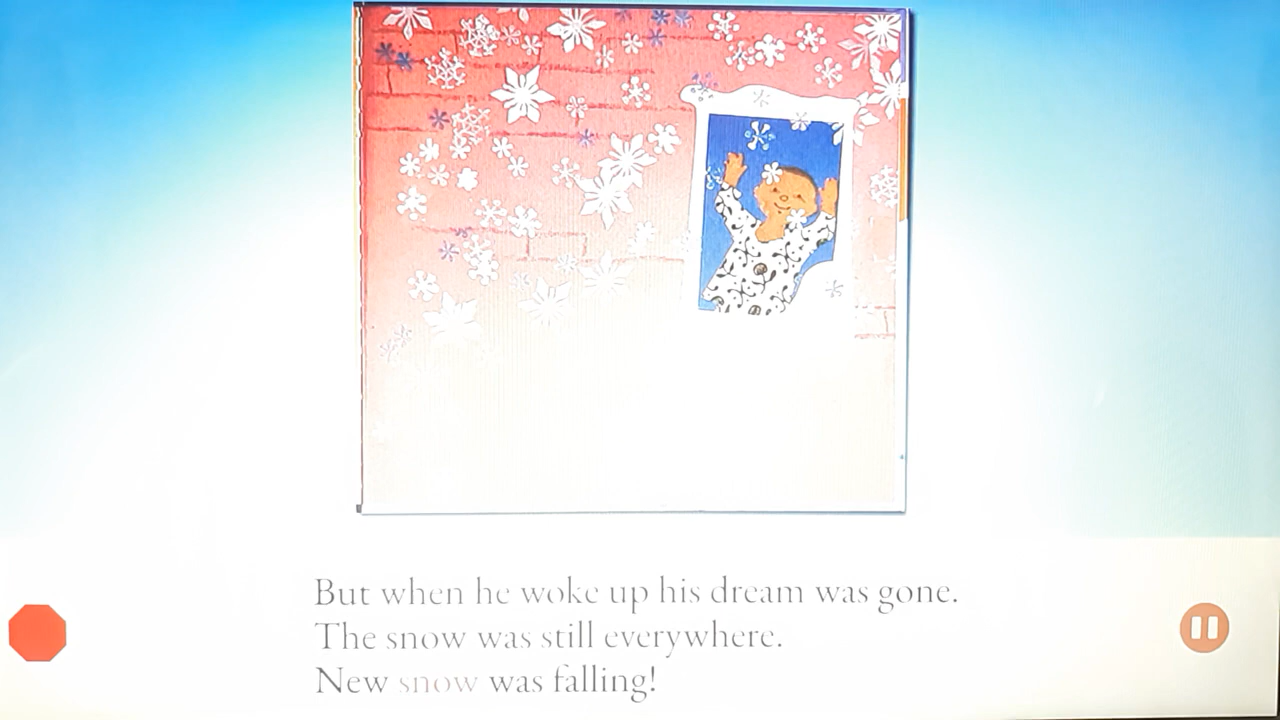 But when he woke up his dream was gone.
The snow was still everywhere.
New snow was falling!